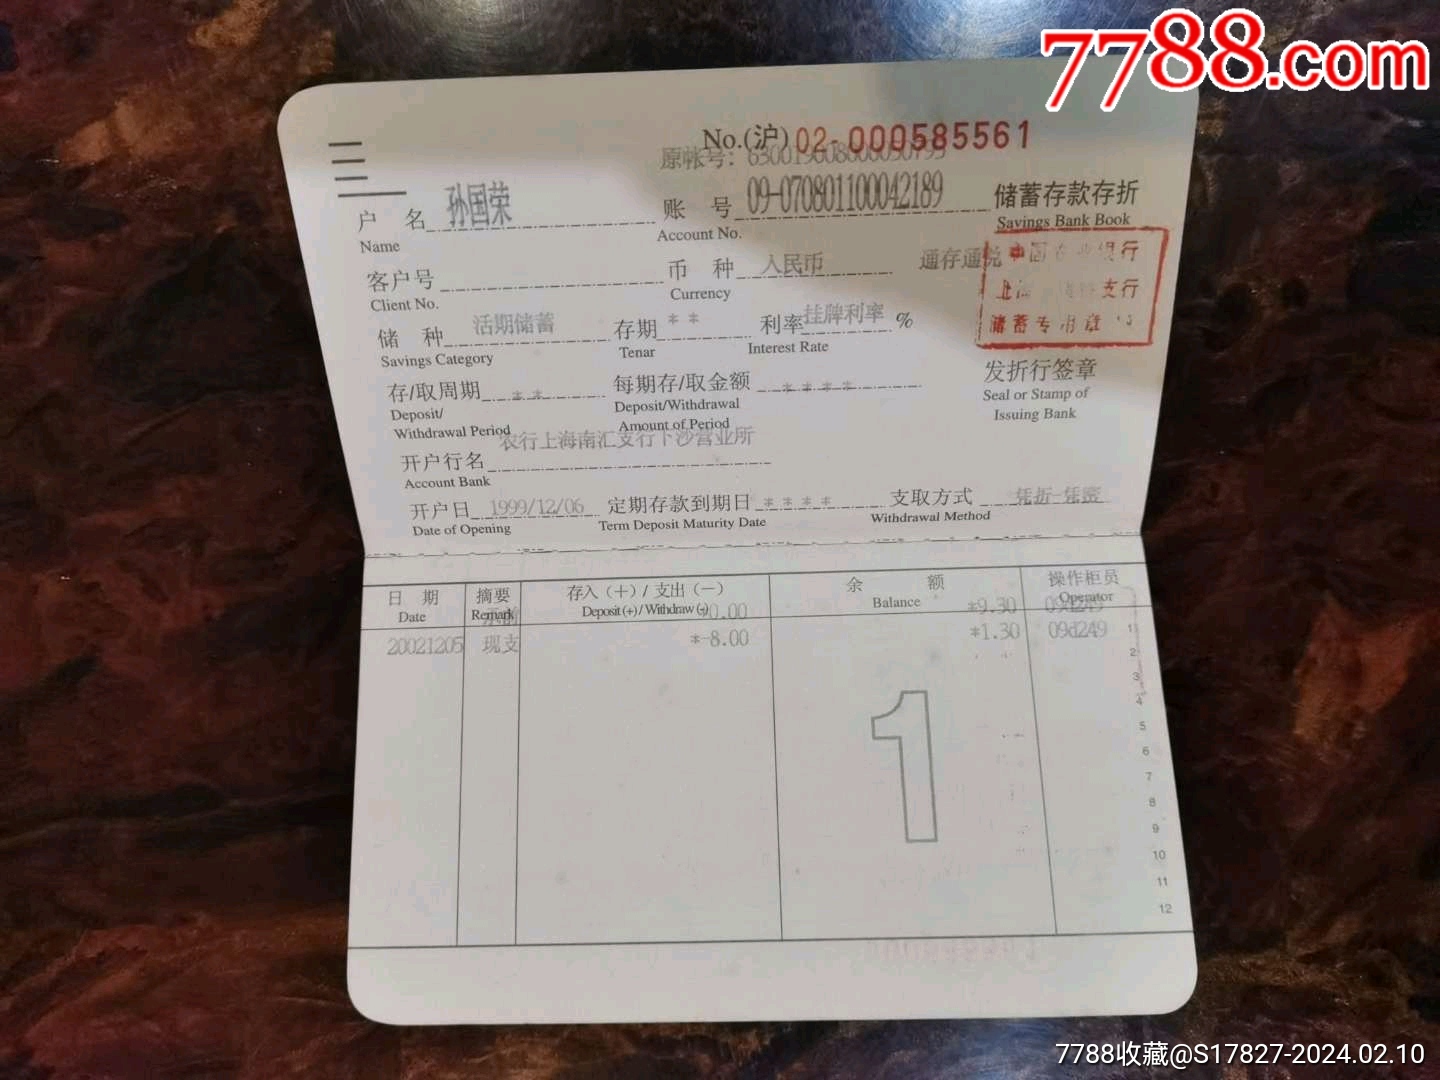 7788.com
No.(沪) 02-000585561
原帐号:
户 名 孙国荣
Name
账 号 09-070801100042189
Account No.
储蓄存款存折
Savings Bank Book
客户号
Client No.
币 种 人民币
Currency
通存通兑
中国农业银行
支行
储蓄专用章
储 种 活期储蓄
Savings Category
存期 **
Tenar
利率 挂牌利率 %
Interest Rate
存/取周期 **
Deposit/
Withdrawal Period
每期存/取金额 ****
Deposit/Withdrawal
Amount of Period
发折行签章
Seal or Stamp of
Issuing Bank
农行上海南汇支行下沙营业所
开户行名
Account Bank
开户日 1999/12/06
Date of Opening
定期存款到期日 ****
Term Deposit Maturity Date
支取方式 凭折-凭密
Withdrawal Method
日 期 摘要 存入(+)/支出(-) 余 额 操作柜员
Date Remark Deposit(+)/Withdraw(-) Balance Operator
承前 0.00 *9.30 09d249
20021205 现支 *-8.00 *1.30 09d249 1
2
3
4
5
6
7
8
9
10
11
12
1
7788收藏@S17827-2024.02.10